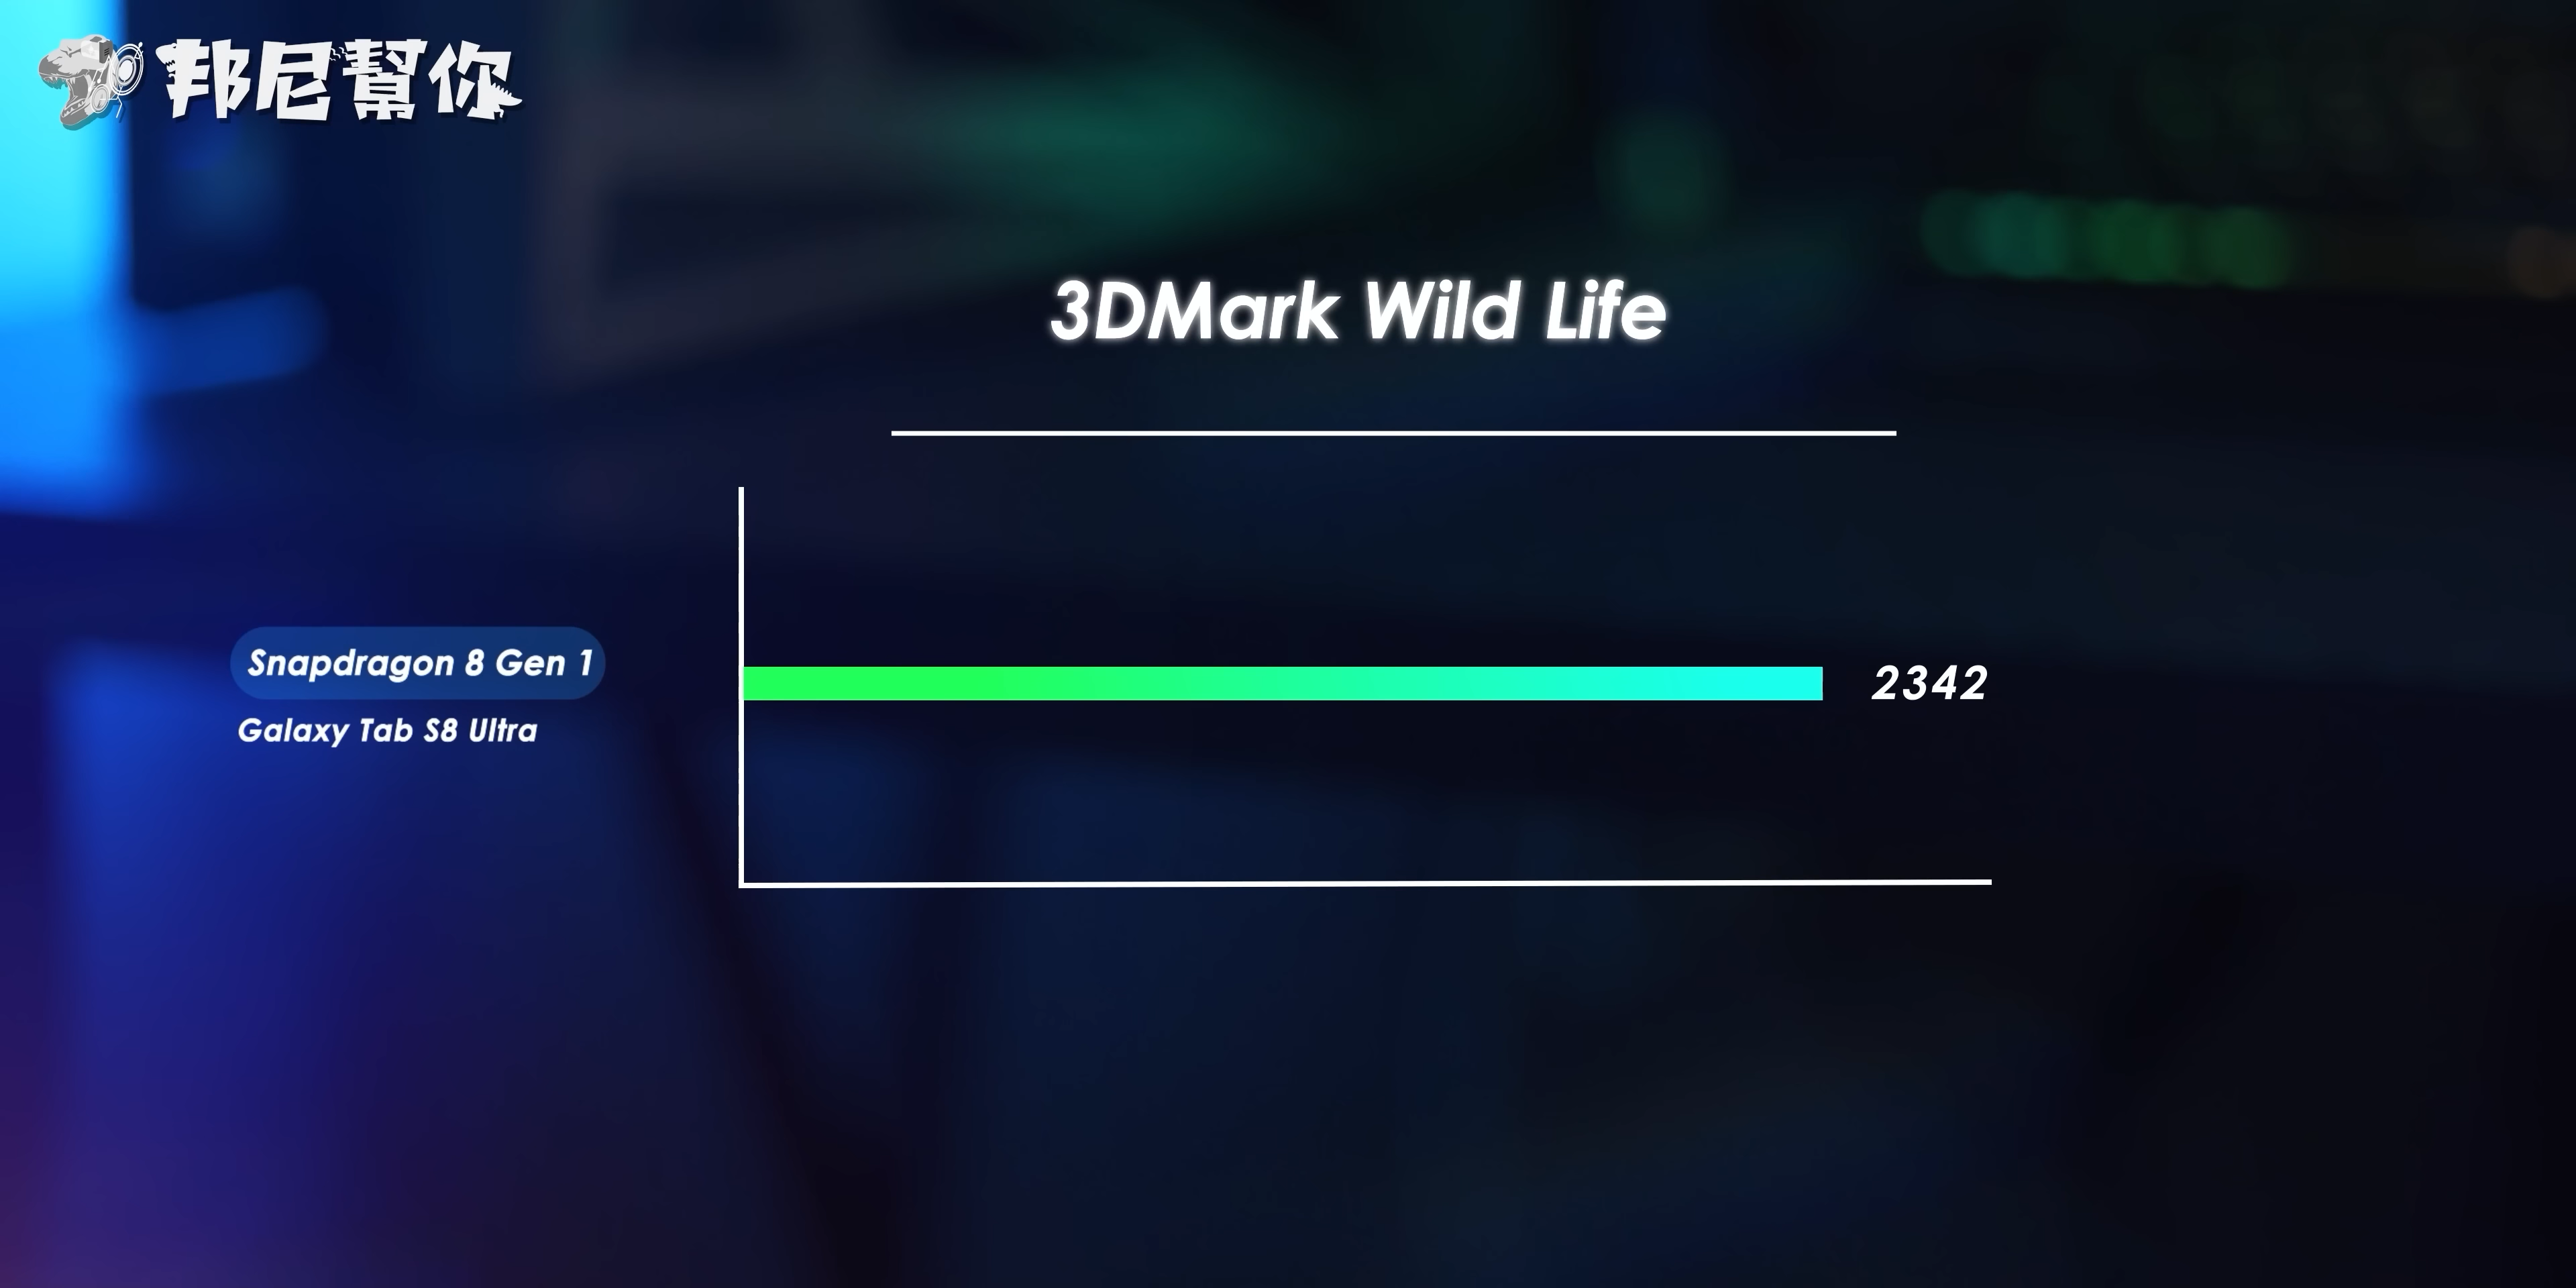 邦尼幫你
3DMark Wild Life
Snapdragon 8 Gen 1
2342
Galaxy Tab S8 Ultra